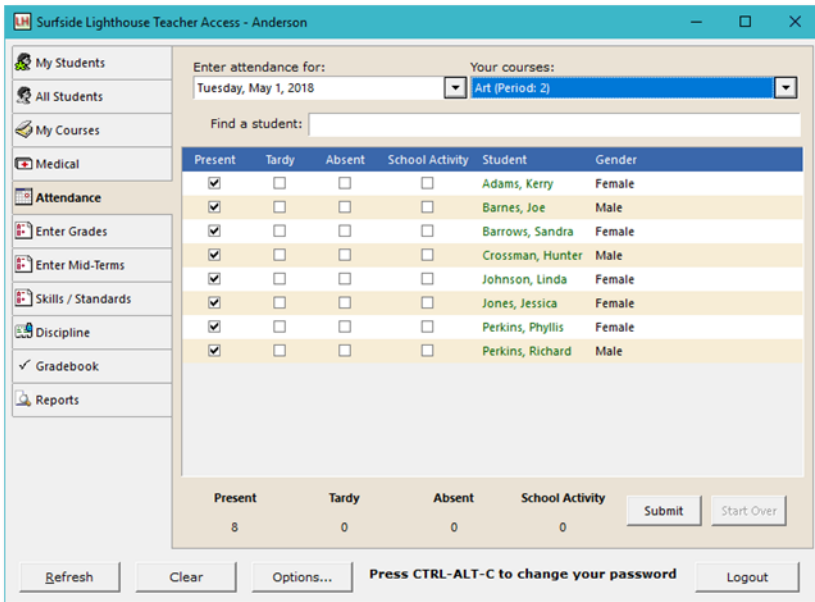 LH Surfside Lighthouse Teacher Access - Anderson
My Students
All Students
My Courses
Medical
Attendance
Enter Grades
Enter Mid-Terms
Skills / Standards
Discipline
Gradebook
Reports
Enter attendance for: Your courses:
Tuesday, May 1, 2018 Art (Period: 2)
Find a student:
Present Tardy Absent School Activity Student Gender
Adams, Kerry Female
Barnes, Joe Male
Barrows, Sandra Female
Crossman, Hunter Male
Johnson, Linda Female
Jones, Jessica Female
Perkins, Phyllis Female
Perkins, Richard Male
Present Tardy Absent School Activity
8 0 0 0
Submit Start Over
Refresh Clear Options... Press CTRL-ALT-C to change your password Logout